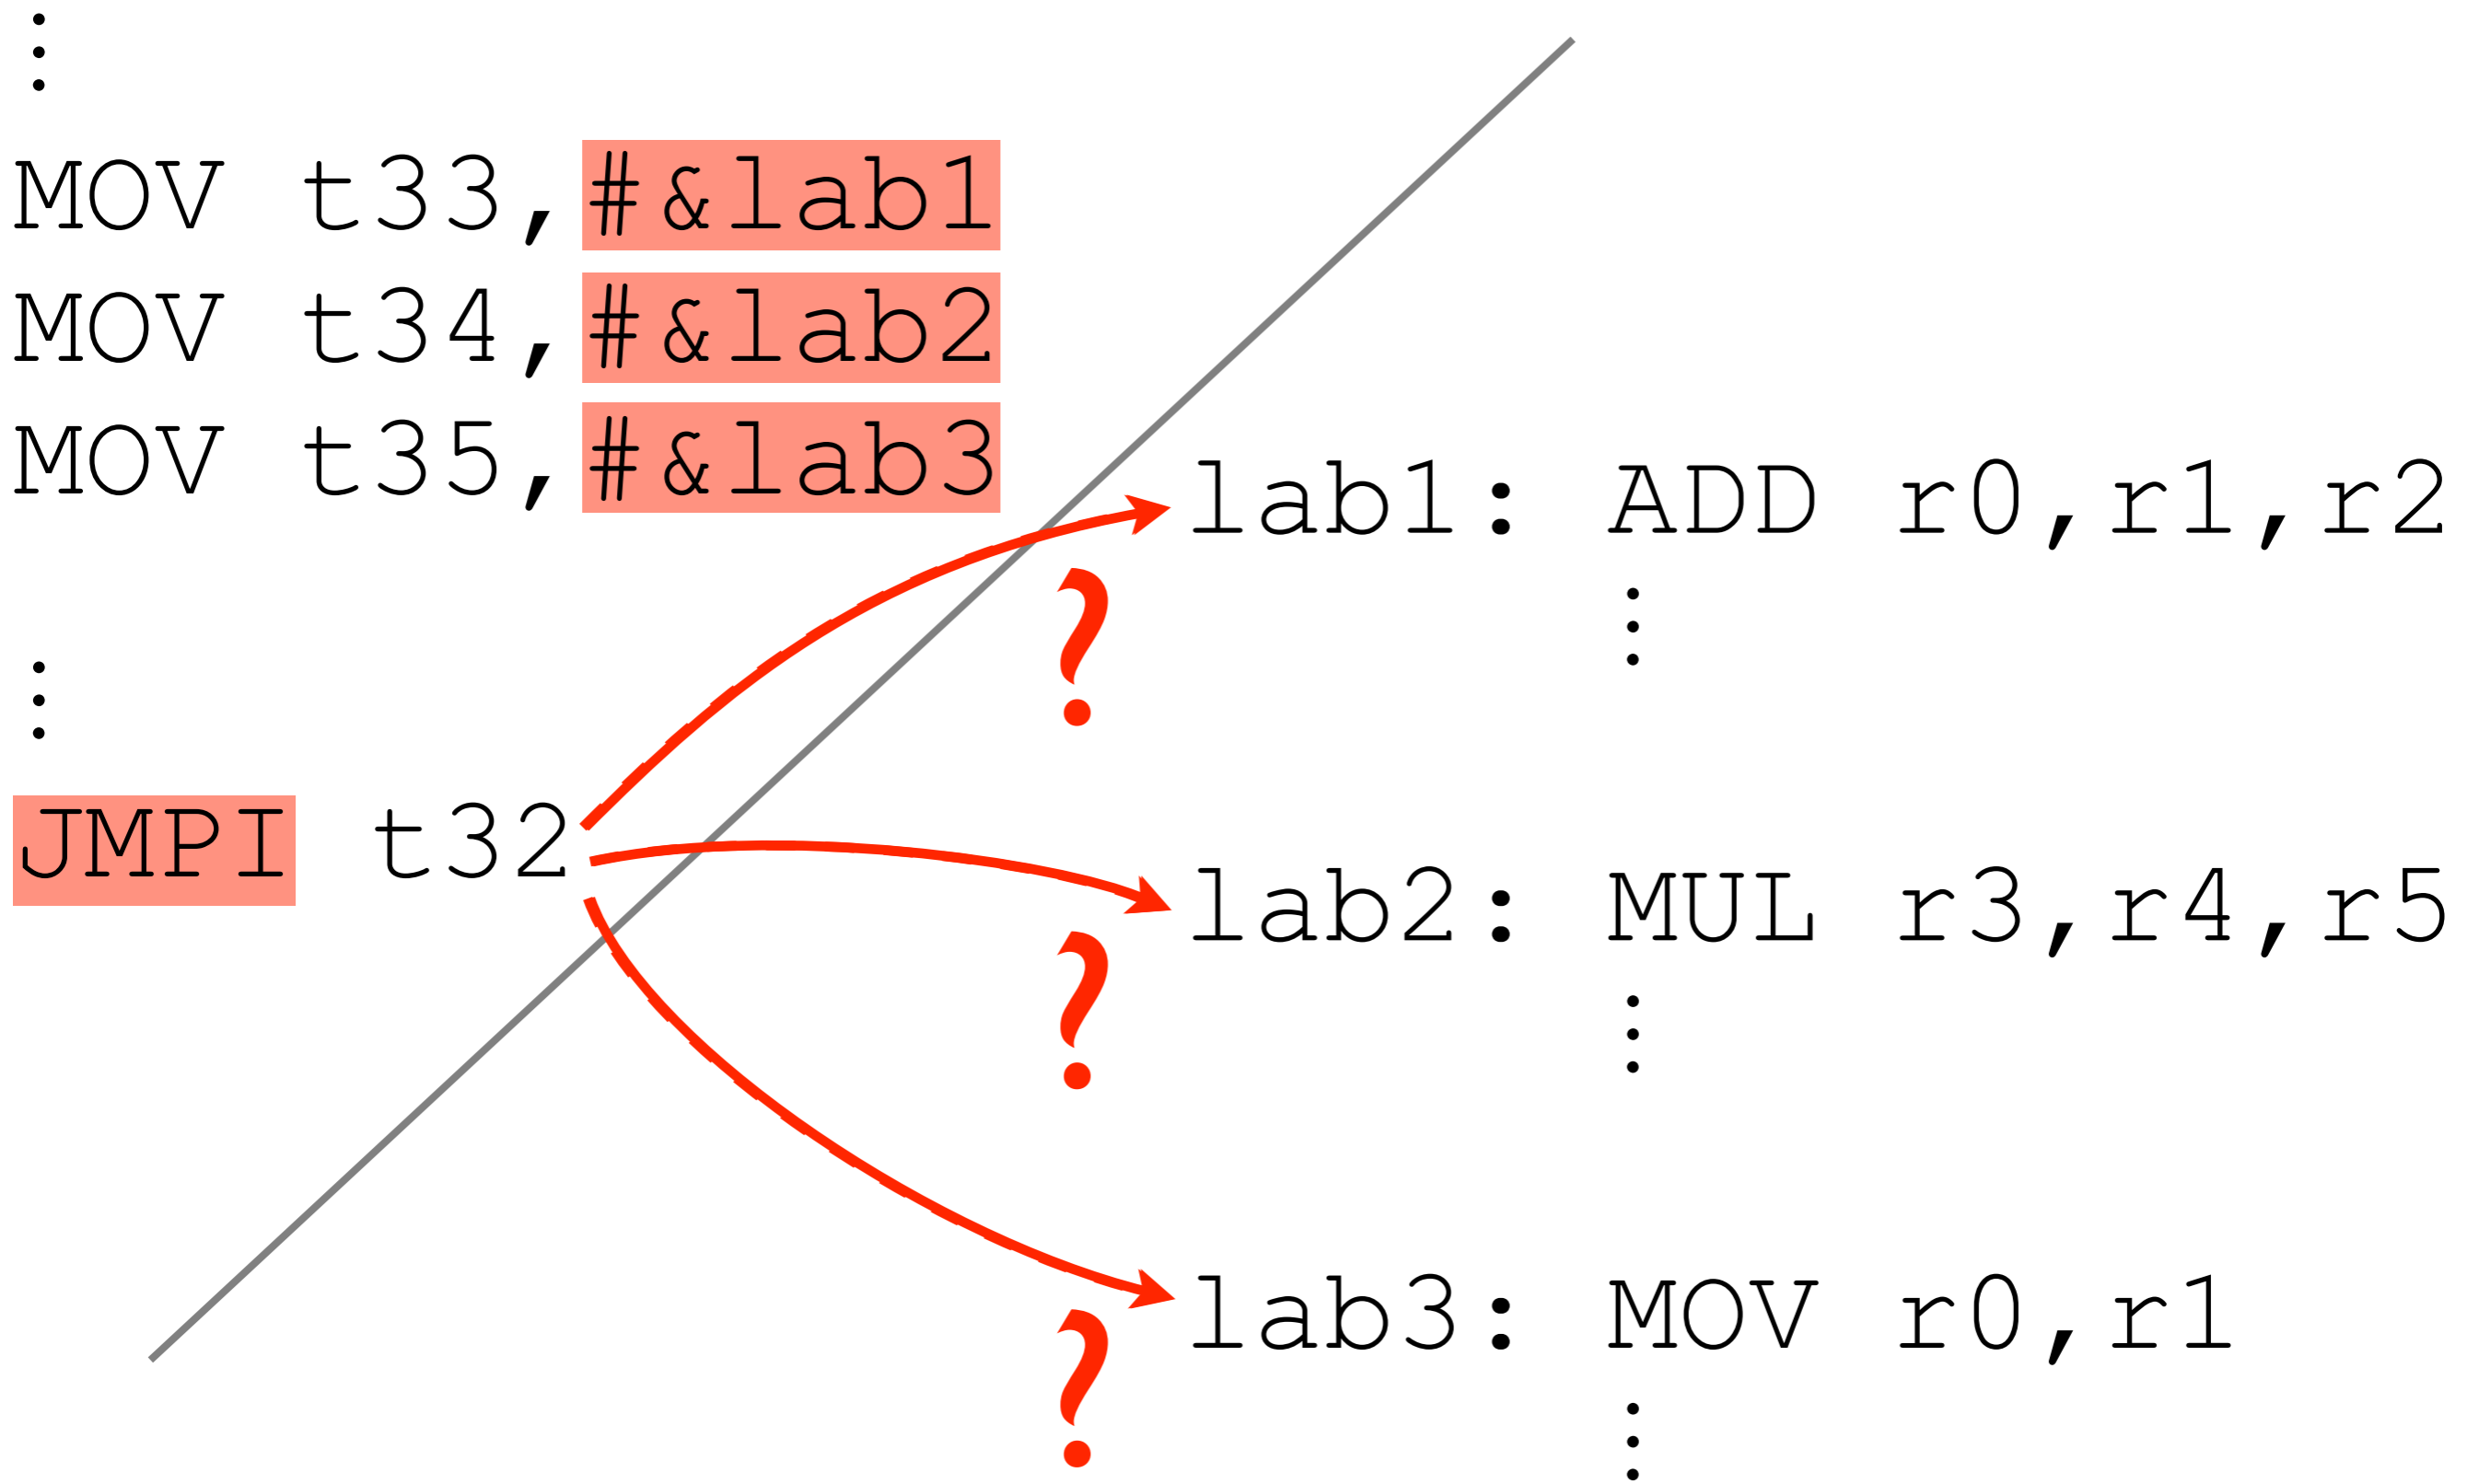 MOV t33,#&lab1
MOV t34,#&lab2
MOV t35,#&lab3
JMPI t32
lab1: ADD r0,r1,r2
?
lab2: MUL r3,r4,r5
?
lab3: MOV r0,r1
?